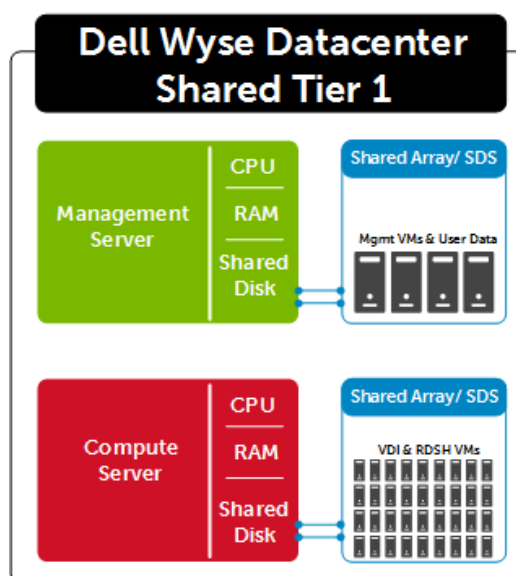 Dell Wyse Datacenter
Shared Tier 1
Management
Server
CPU
RAM
Shared
Disk
Shared Array/ SDS
Mgmt VMs & User Data
Compute
Server
CPU
RAM
Shared
Disk
Shared Array/ SDS
VDI & RDSH VMs